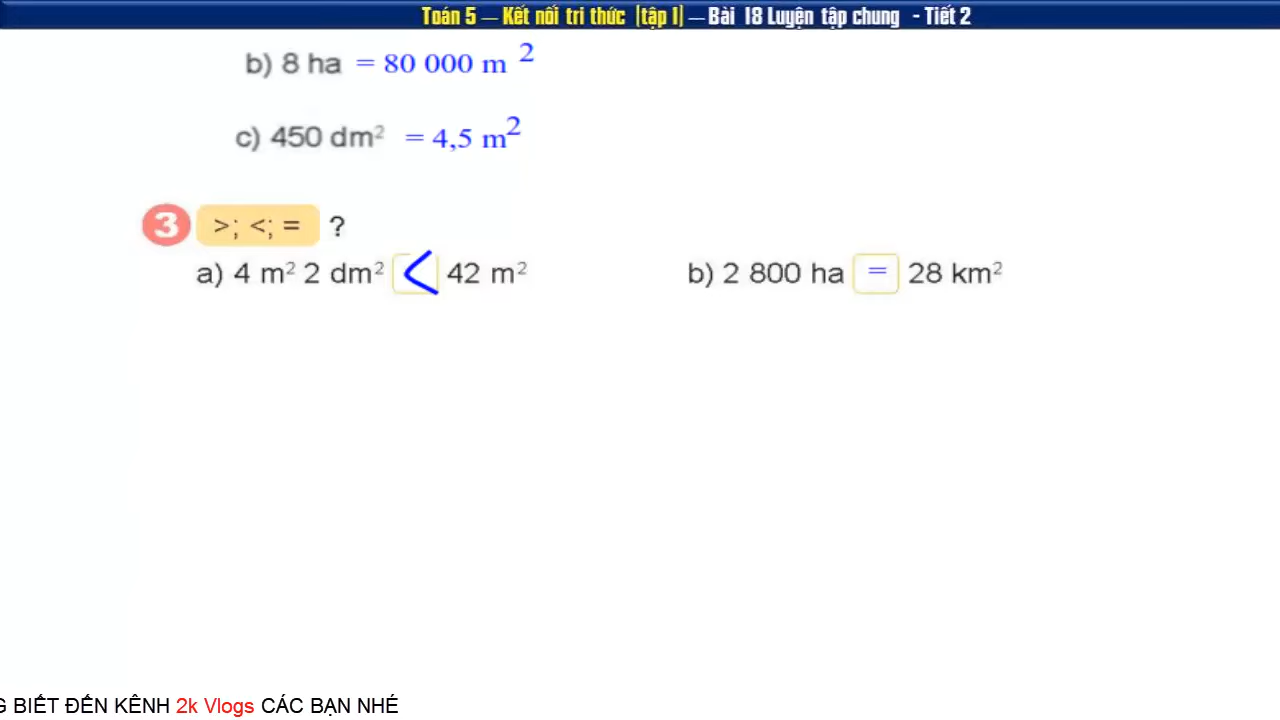 Toán 5 – Kết nối tri thức (tập 1) – Bài 18 Luyện tập chung - Tiết 2
b) 8 ha = 80 000 m 2
c) 450 dm² = 4,5 m2
3 >; <; = ?
a) 4 m² 2 dm² < 42 m² b) 2 800 ha = 28 km²
BIẾT ĐẾN KÊNH 2k Vlogs CÁC BẠN NHÉ